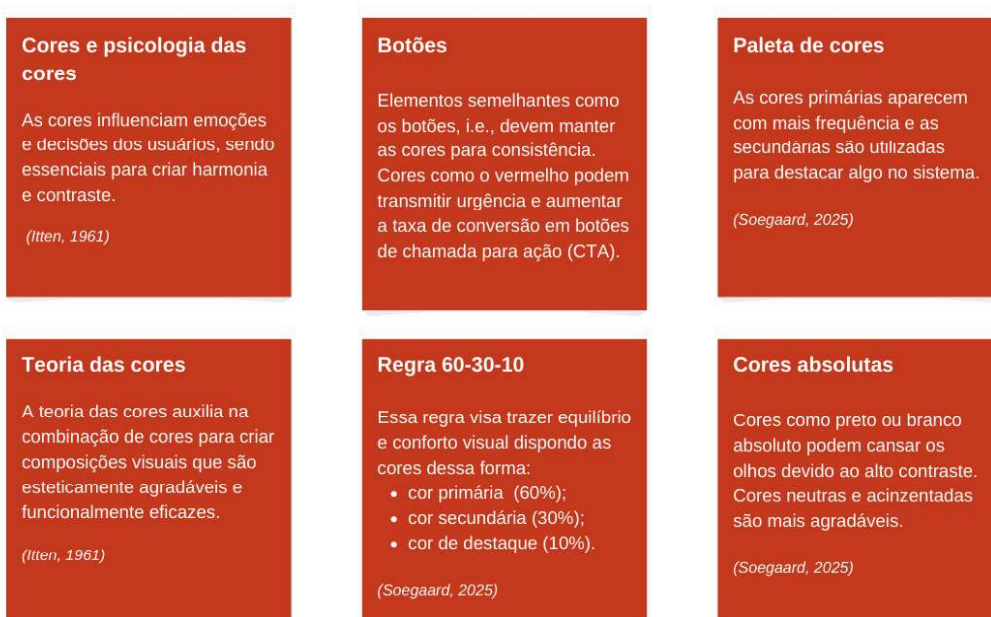 Cores e psicologia das
cores
As cores influenciam emoções
e decisões dos usuários, sendo
essenciais para criar harmonia
e contraste.
(Itten, 1961)
Botões
Elementos semelhantes como
os botões, i.e., devem manter
as cores para consistência.
Cores como o vermelho podem
transmitir urgência e aumentar
a taxa de conversão em botões
de chamada para ação (CTA).
Paleta de cores
As cores primárias aparecem
com mais frequência e as
secundárias são utilizadas
para destacar algo no sistema.
(Soegaard, 2025)
Teoria das cores
A teoria das cores auxilia na
combinação de cores para criar
composições visuais que são
esteticamente agradáveis e
funcionalmente eficazes.
(Itten, 1961)
Regra 60-30-10
Essa regra visa trazer equilíbrio
e conforto visual dispondo as
cores dessa forma:
• cor primária (60%);
• cor secundária (30%);
• cor de destaque (10%).
(Soegaard, 2025)
Cores absolutas
Cores como preto ou branco
absoluto podem cansar os
olhos devido ao alto contraste.
Cores neutras e acinzentadas
são mais agradáveis.
(Soegaard, 2025)